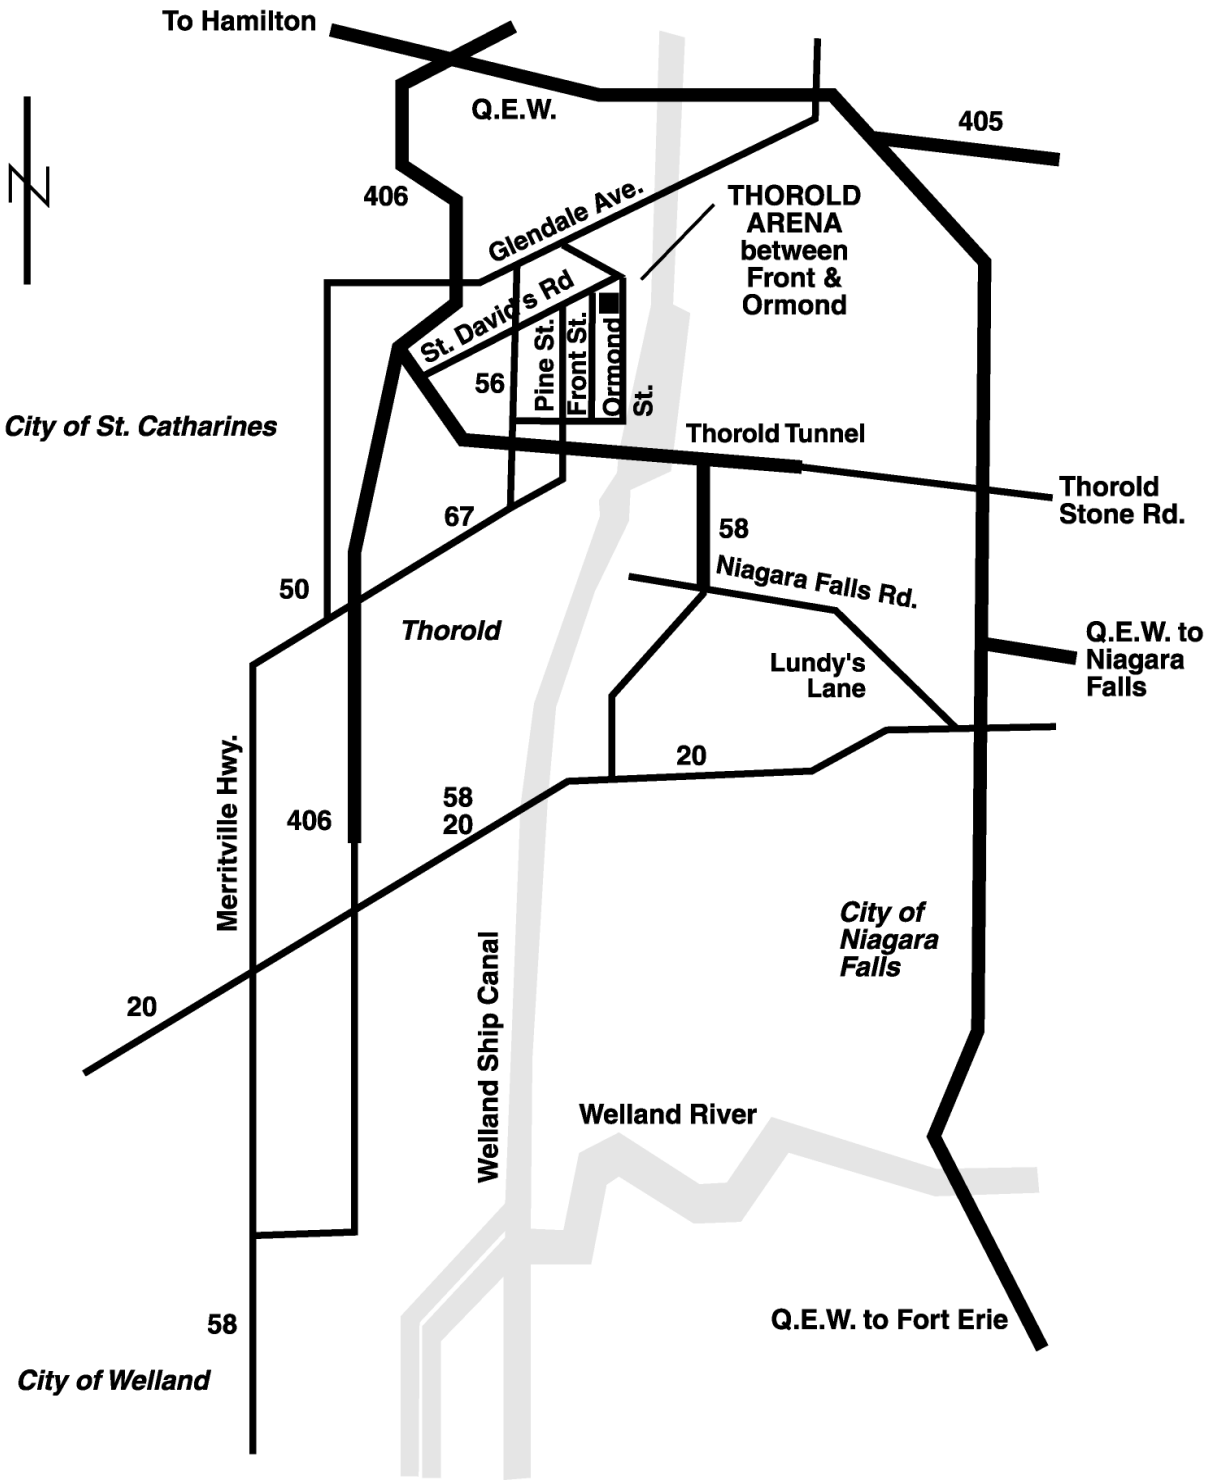 To Hamilton
Q.E.W.
405
406
Glendale Ave.
THOROLD
ARENA
between
Front &
Ormond
N
St. David's Rd
56
Pine St.
Front St.
Ormond
St.
City of St. Catharines
Thorold Tunnel
Thorold
Stone Rd.
67
58
Niagara Falls Rd.
50
Thorold
Q.E.W. to
Niagara
Falls
Lundy's
Lane
20
58
20
Merritville Hwy.
406
City of
Niagara
Falls
20
Welland Ship Canal
Welland River
58
Q.E.W. to Fort Erie
City of Welland